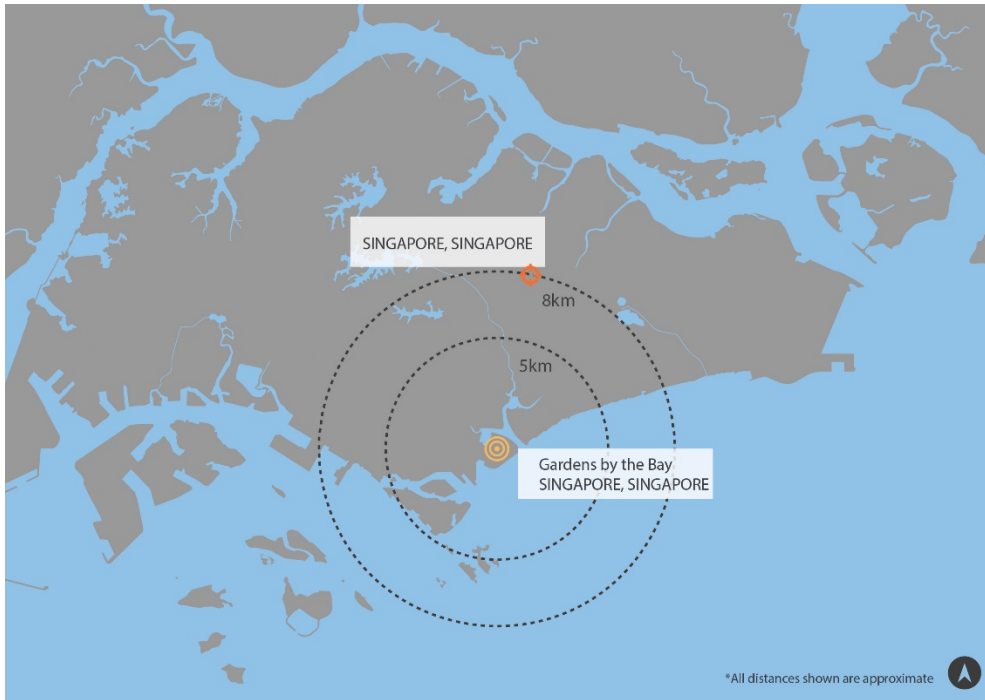 SINGAPORE, SINGAPORE
8km
5km
Gardens by the Bay
SINGAPORE, SINGAPORE
*All distances shown are approximate